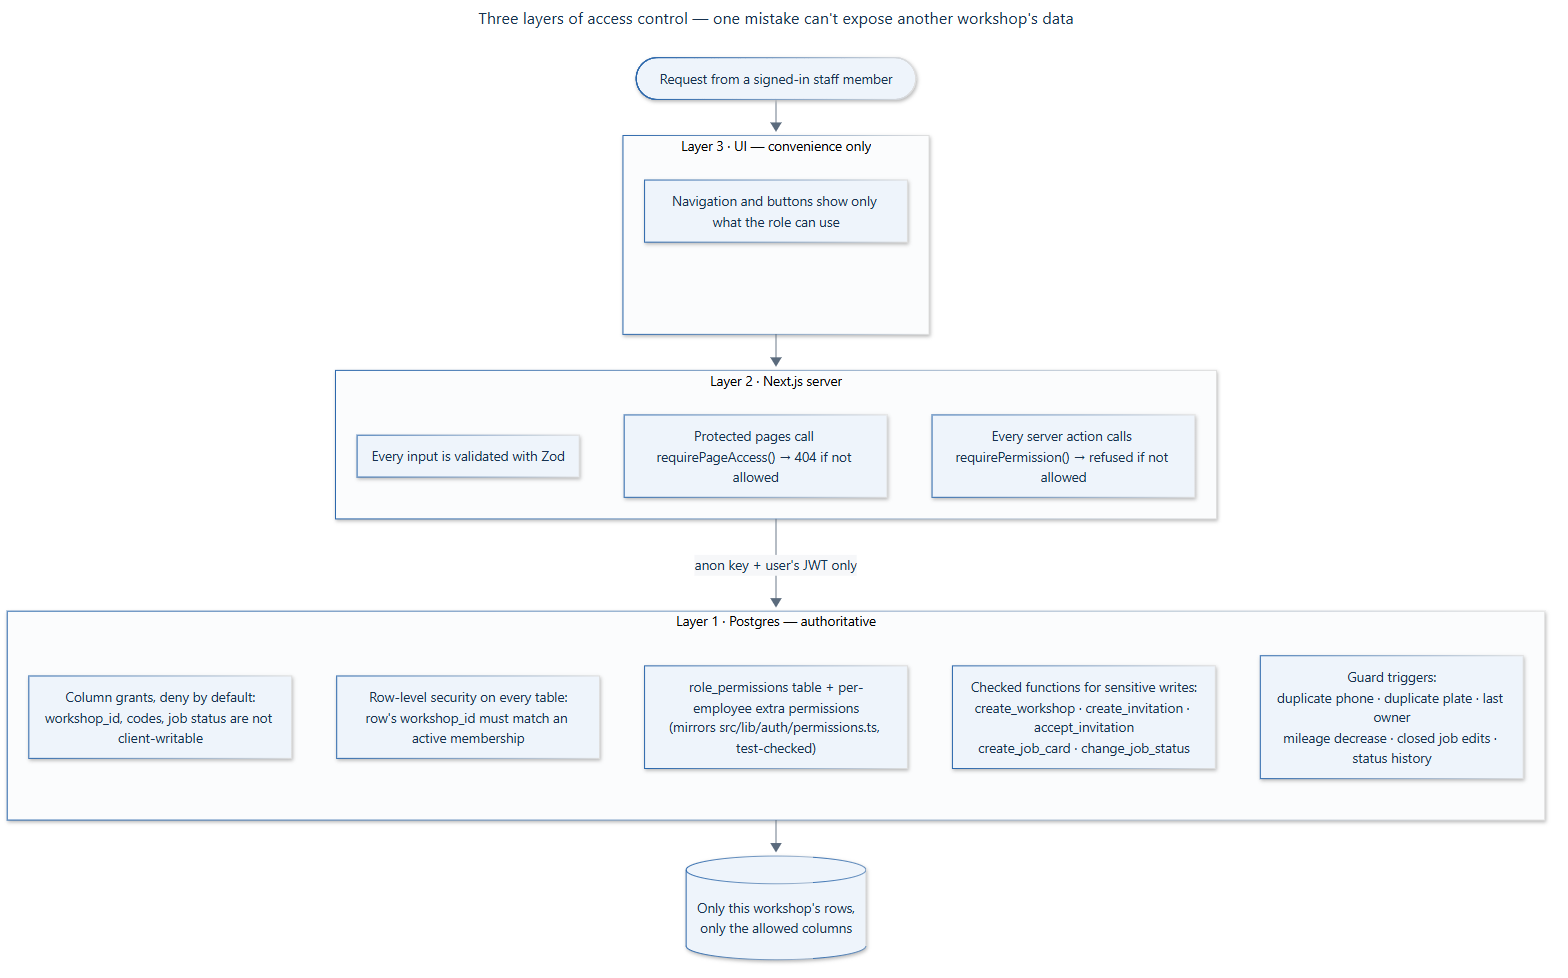 Three layers of access control — one mistake can't expose another workshop's data
Request from a signed-in staff member
Layer 3 · UI — convenience only
Navigation and buttons show only
what the role can use
Layer 2 · Next.js server
Every input is validated with Zod
Protected pages call
requirePageAccess() → 404 if not
allowed
Every server action calls
requirePermission() → refused if not
allowed
anon key + user's JWT only
Layer 1 · Postgres — authoritative
Column grants, deny by default:
workshop_id, codes, job status are not
client-writable
Row-level security on every table:
row's workshop_id must match an
active membership
role_permissions table + per-
employee extra permissions
(mirrors src/lib/auth/permissions.ts,
test-checked)
Checked functions for sensitive writes:
create_workshop · create_invitation ·
accept_invitation
create_job_card · change_job_status
Guard triggers:
duplicate phone · duplicate plate · last
owner
mileage decrease · closed job edits ·
status history
Only this workshop's rows,
only the allowed columns